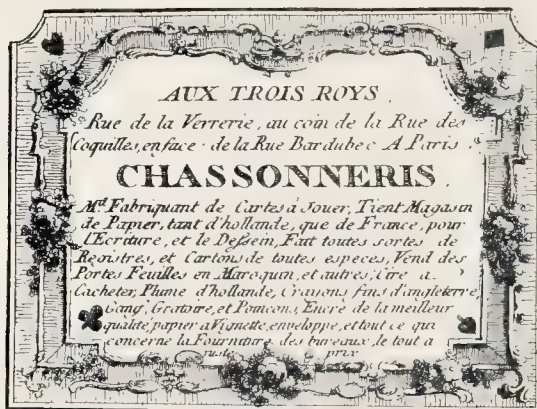 AUX TROIS ROYS.
Rue de la Verrerie, au coin de la Rue des
Coquilles, en face de la Rue Bardubec A Paris.
CHASSONNERIS.
M.d Fabriquant de Cartes à Jouer, Tient Magasin
de Papier, tant d'hollande, que de France, pour
l'Ecriture, et le Dessein, Fait toutes sortes de
Registres, et Cartons de toutes especes, Vend des
Portes Feuilles en Maroquin, et autres, Cire a
Cacheter, Plume d'hollande, Crayons fins d'angleterre,
Gratoire, et Poincons, Encre de la meilleur
qualité, papier a Vignette, enveloppe, et tout ce qui
concerne la Fourniture des bureaux, le tout a
juste prix